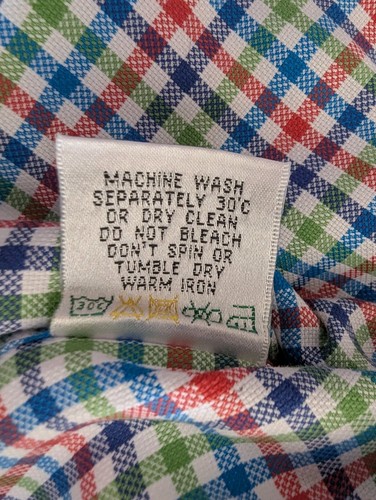 MACHINE WASH
SEPARATELY 30°C
OR DRY CLEAN
DO NOT BLEACH
DON'T SPIN OR
TUMBLE DRY
WARM IRON